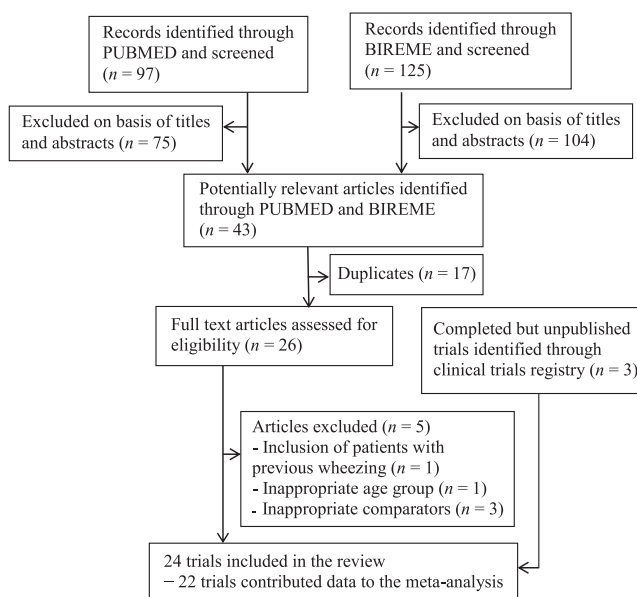 Records identified through
PUBMED and screened
(n = 97)
Records identified through
BIREME and screened
(n = 125)
Excluded on basis of titles
and abstracts (n = 75)
Excluded on basis of titles
and abstracts (n = 104)
Potentially relevant articles identified
through PUBMED and BIREME
(n = 43)
Duplicates (n = 17)
Full text articles assessed for
eligibility (n = 26)
Completed but unpublished
trials identified through
clinical trials registry (n = 3)
Articles excluded (n = 5)
- Inclusion of patients with
previous wheezing (n = 1)
- Inappropriate age group (n = 1)
- Inappropriate comparators (n = 3)
24 trials included in the review
– 22 trials contributed data to the meta-analysis